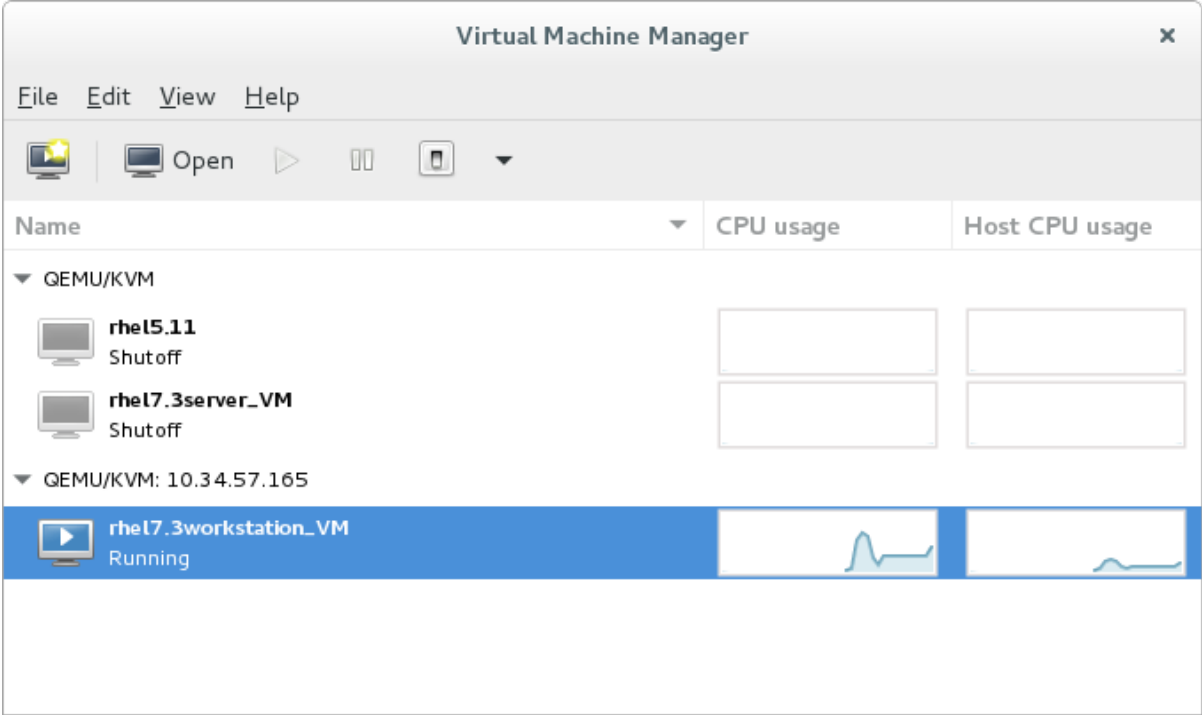 Virtual Machine Manager
File Edit View Help
Open
Name CPU usage Host CPU usage
QEMU/KVM
rhel5.11
Shutoff
rhel7.3server_VM
Shutoff
QEMU/KVM: 10.34.57.165
rhel7.3workstation_VM
Running